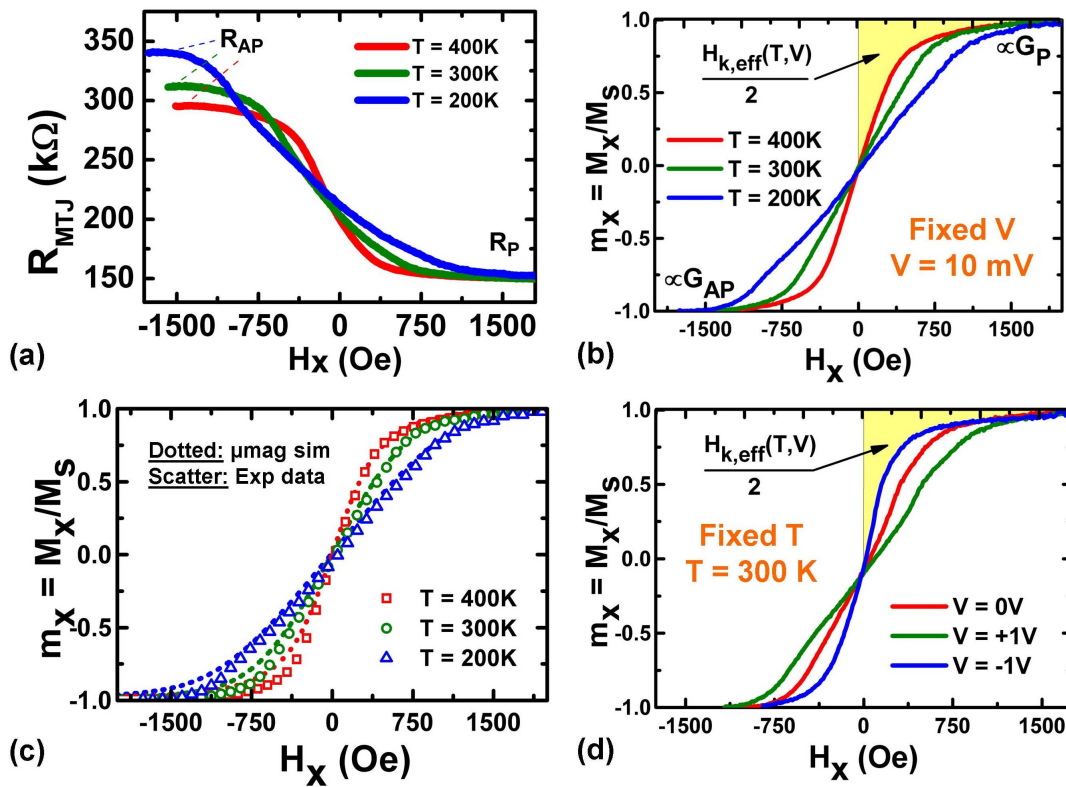 350
300
250
200
150
R_MTJ (kΩ)
R_AP
T = 400K
T = 300K
T = 200K
R_P
-1500 -750 0 750 1500
H_X (Oe)
(a)
1.0
0.5
0.0
-0.5
-1.0
m_x = M_x/M_s
H_k,eff(T,V)
2
∝G_P
T = 400K
T = 300K
T = 200K
Fixed V
V = 10 mV
∝G_AP
-1500 -750 0 750 1500
H_X (Oe)
(b)
1.0
0.5
0.0
-0.5
-1.0
m_x = M_x/M_s
Dotted: μmag sim
Scatter: Exp data
T = 400K
T = 300K
T = 200K
-1500 -750 0 750 1500
H_X (Oe)
(c)
1.0
0.5
0.0
-0.5
-1.0
m_x = M_x/M_s
H_k,eff(T,V)
2
Fixed T
T = 300 K
V = 0V
V = +1V
V = -1V
-1500 -750 0 750 1500
H_X (Oe)
(d)